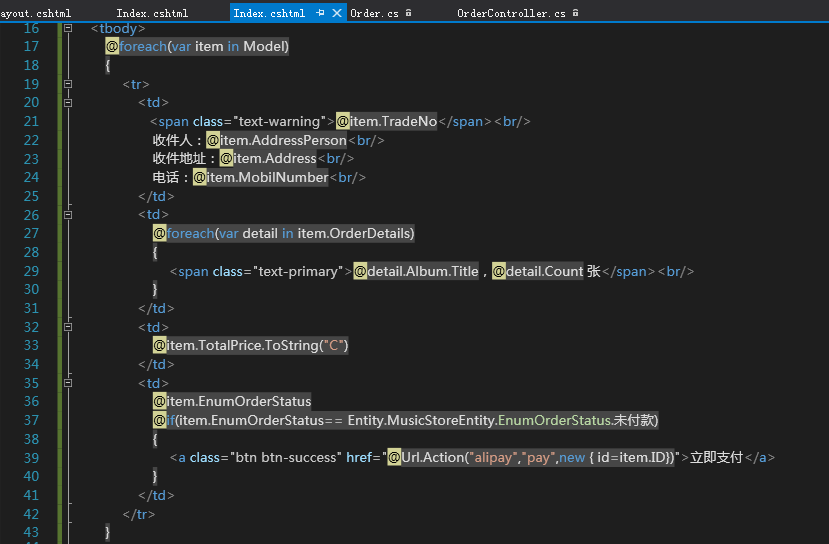 ayout.cshtml Index.cshtml Index.cshtml Order.cs OrderController.cs
16 <tbody>
17 @foreach(var item in Model)
18 {
19 <tr>
20 <td>
21 <span class="text-warning">@item.TradeNo</span><br/>
22 收件人：@item.AddressPerson<br/>
23 收件地址：@item.Address<br/>
24 电话：@item.MobilNumber<br/>
25 </td>
26 <td>
27 @foreach(var detail in item.OrderDetails)
28 {
29 <span class="text-primary">@detail.Album.Title，@detail.Count 张</span><br/>
30 }
31 </td>
32 <td>
33 @item.TotalPrice.ToString("C")
34 </td>
35 <td>
36 @item.EnumOrderStatus
37 @if(item.EnumOrderStatus== Entity.MusicStoreEntity.EnumOrderStatus.未付款)
38 {
39 <a class="btn btn-success" href="@Url.Action("alipay","pay",new { id=item.ID})">立即支付</a>
40 }
41 </td>
42 </tr>
43 }